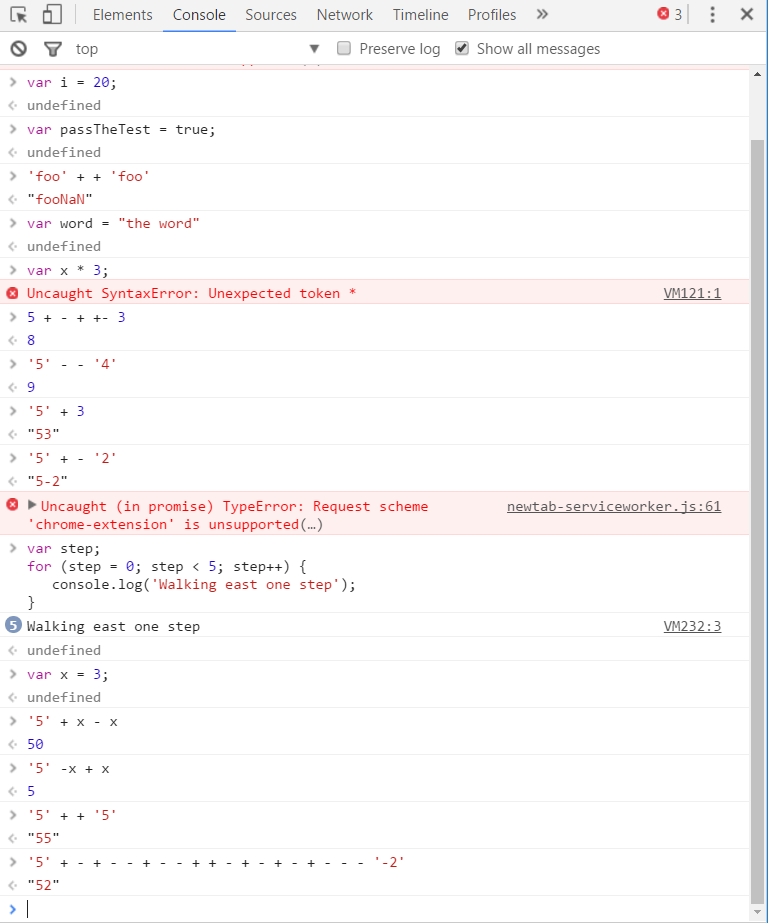 Elements Console Sources Network Timeline Profiles » 3
top Preserve log Show all messages
> var i = 20;
undefined
> var passTheTest = true;
undefined
> 'foo' + + 'foo'
"fooNaN"
> var word = "the word"
undefined
> var x * 3;
Uncaught SyntaxError: Unexpected token * VM121:1
> 5 + - + +- 3
8
> '5' - - '4'
9
> '5' + 3
"53"
> '5' + - '2'
"5-2"
Uncaught (in promise) TypeError: Request scheme newtab-serviceworker.js:61
'chrome-extension' is unsupported(…)
> var step;
for (step = 0; step < 5; step++) {
console.log('Walking east one step');
}
5 Walking east one step VM232:3
undefined
> var x = 3;
undefined
> '5' + x - x
50
> '5' -x + x
5
> '5' + + '5'
"55"
> '5' + - + - - + - - + + - + - + - + - - - '-2'
"52"
>